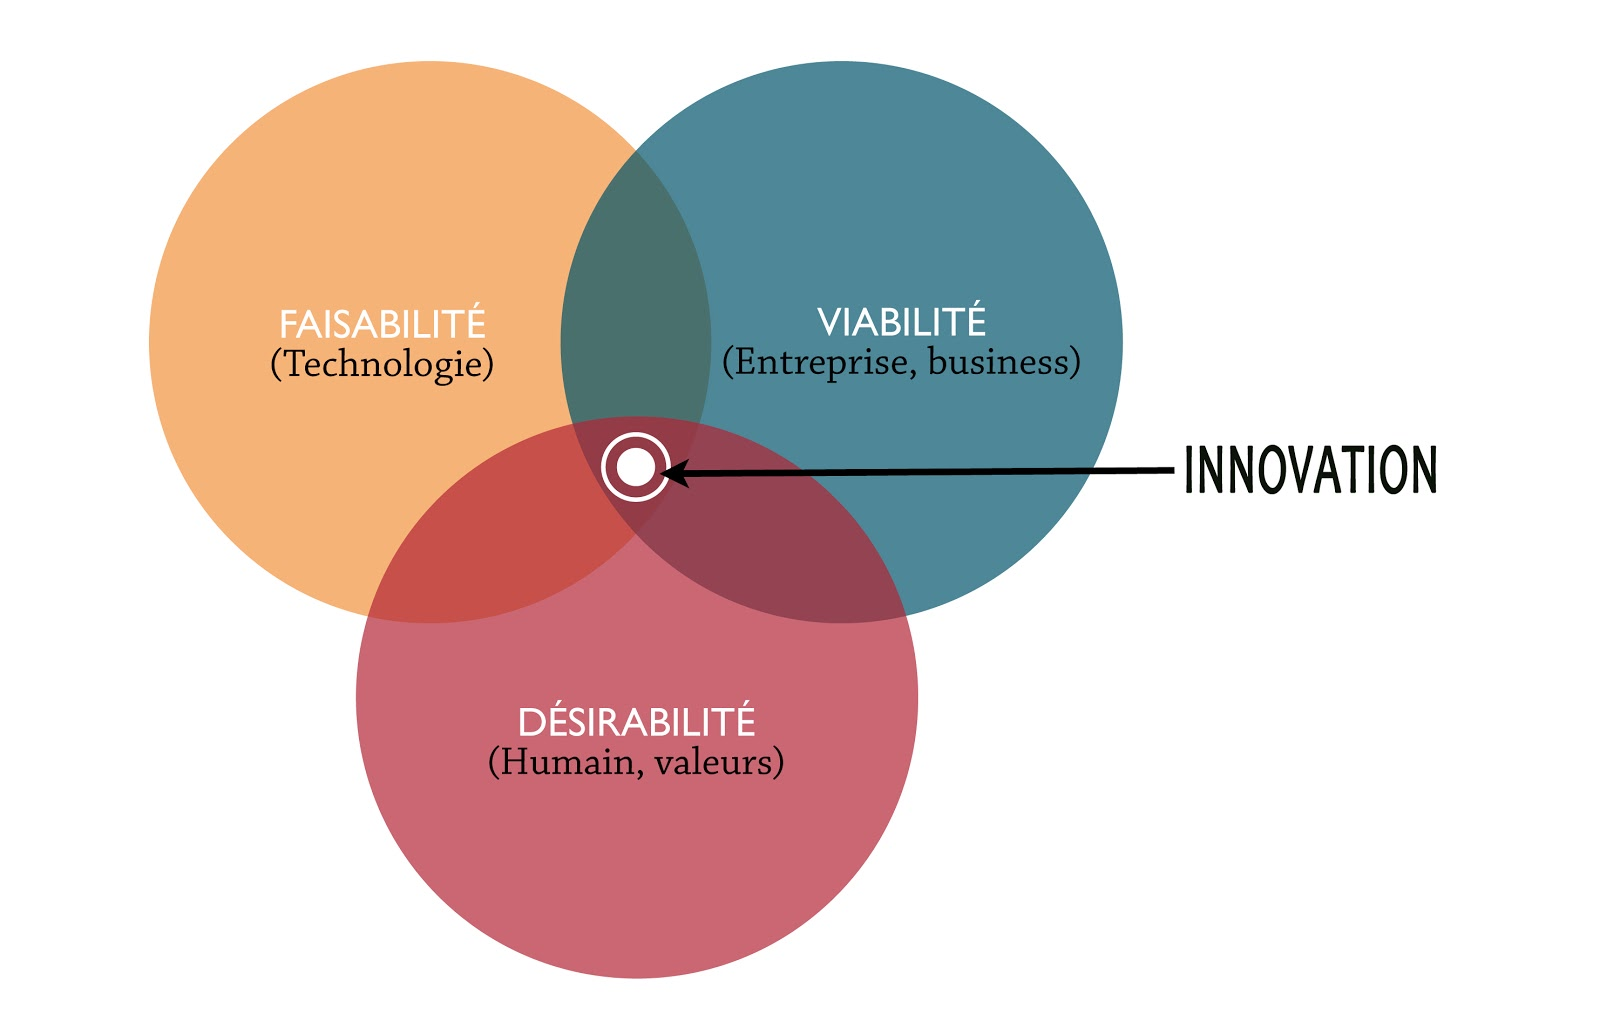 FAISABILITÉ
(Technologie)
VIABILITÉ
(Entreprise, business)
INNOVATION
DÉSIRABILITÉ
(Humain, valeurs)